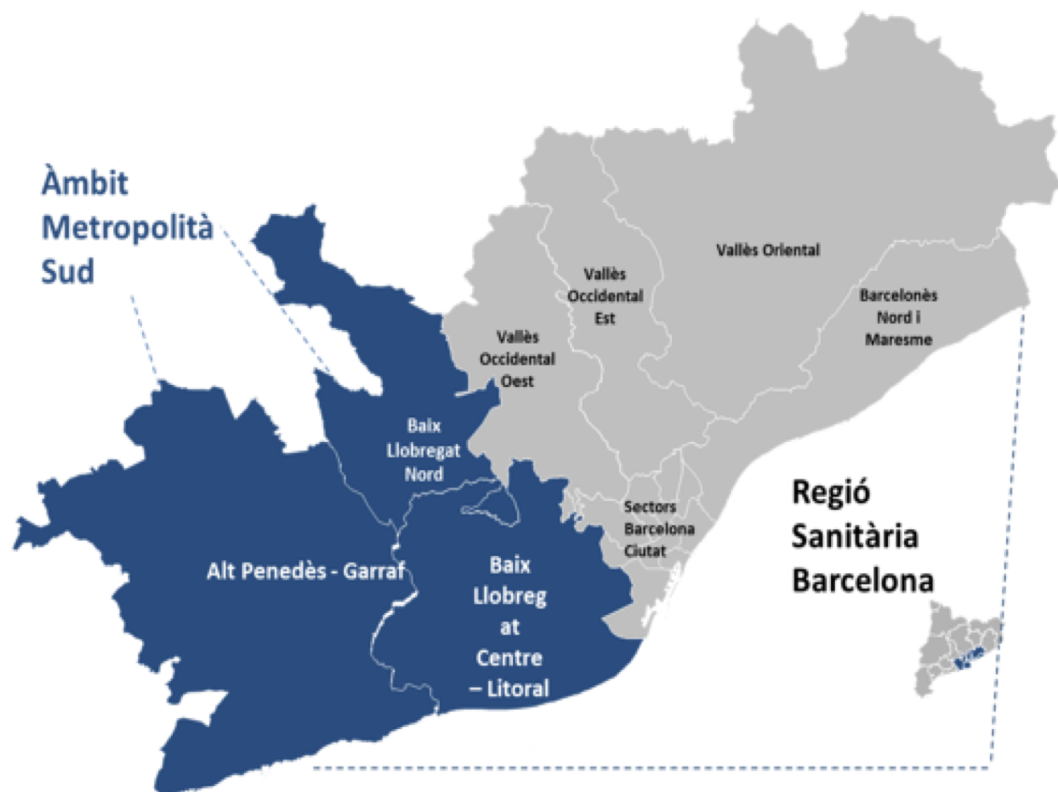 Àmbit
Metropolità
Sud
Vallès Oriental
Vallès
Occidental
Est
Barcelonès
Nord i
Maresme
Vallès
Occidental
Oest
Baix
Llobregat
Nord
Sectors
Barcelona
Ciutat
Regió
Sanitària
Barcelona
Alt Penedès - Garraf
Baix
Llobreg
at
Centre
– Litoral